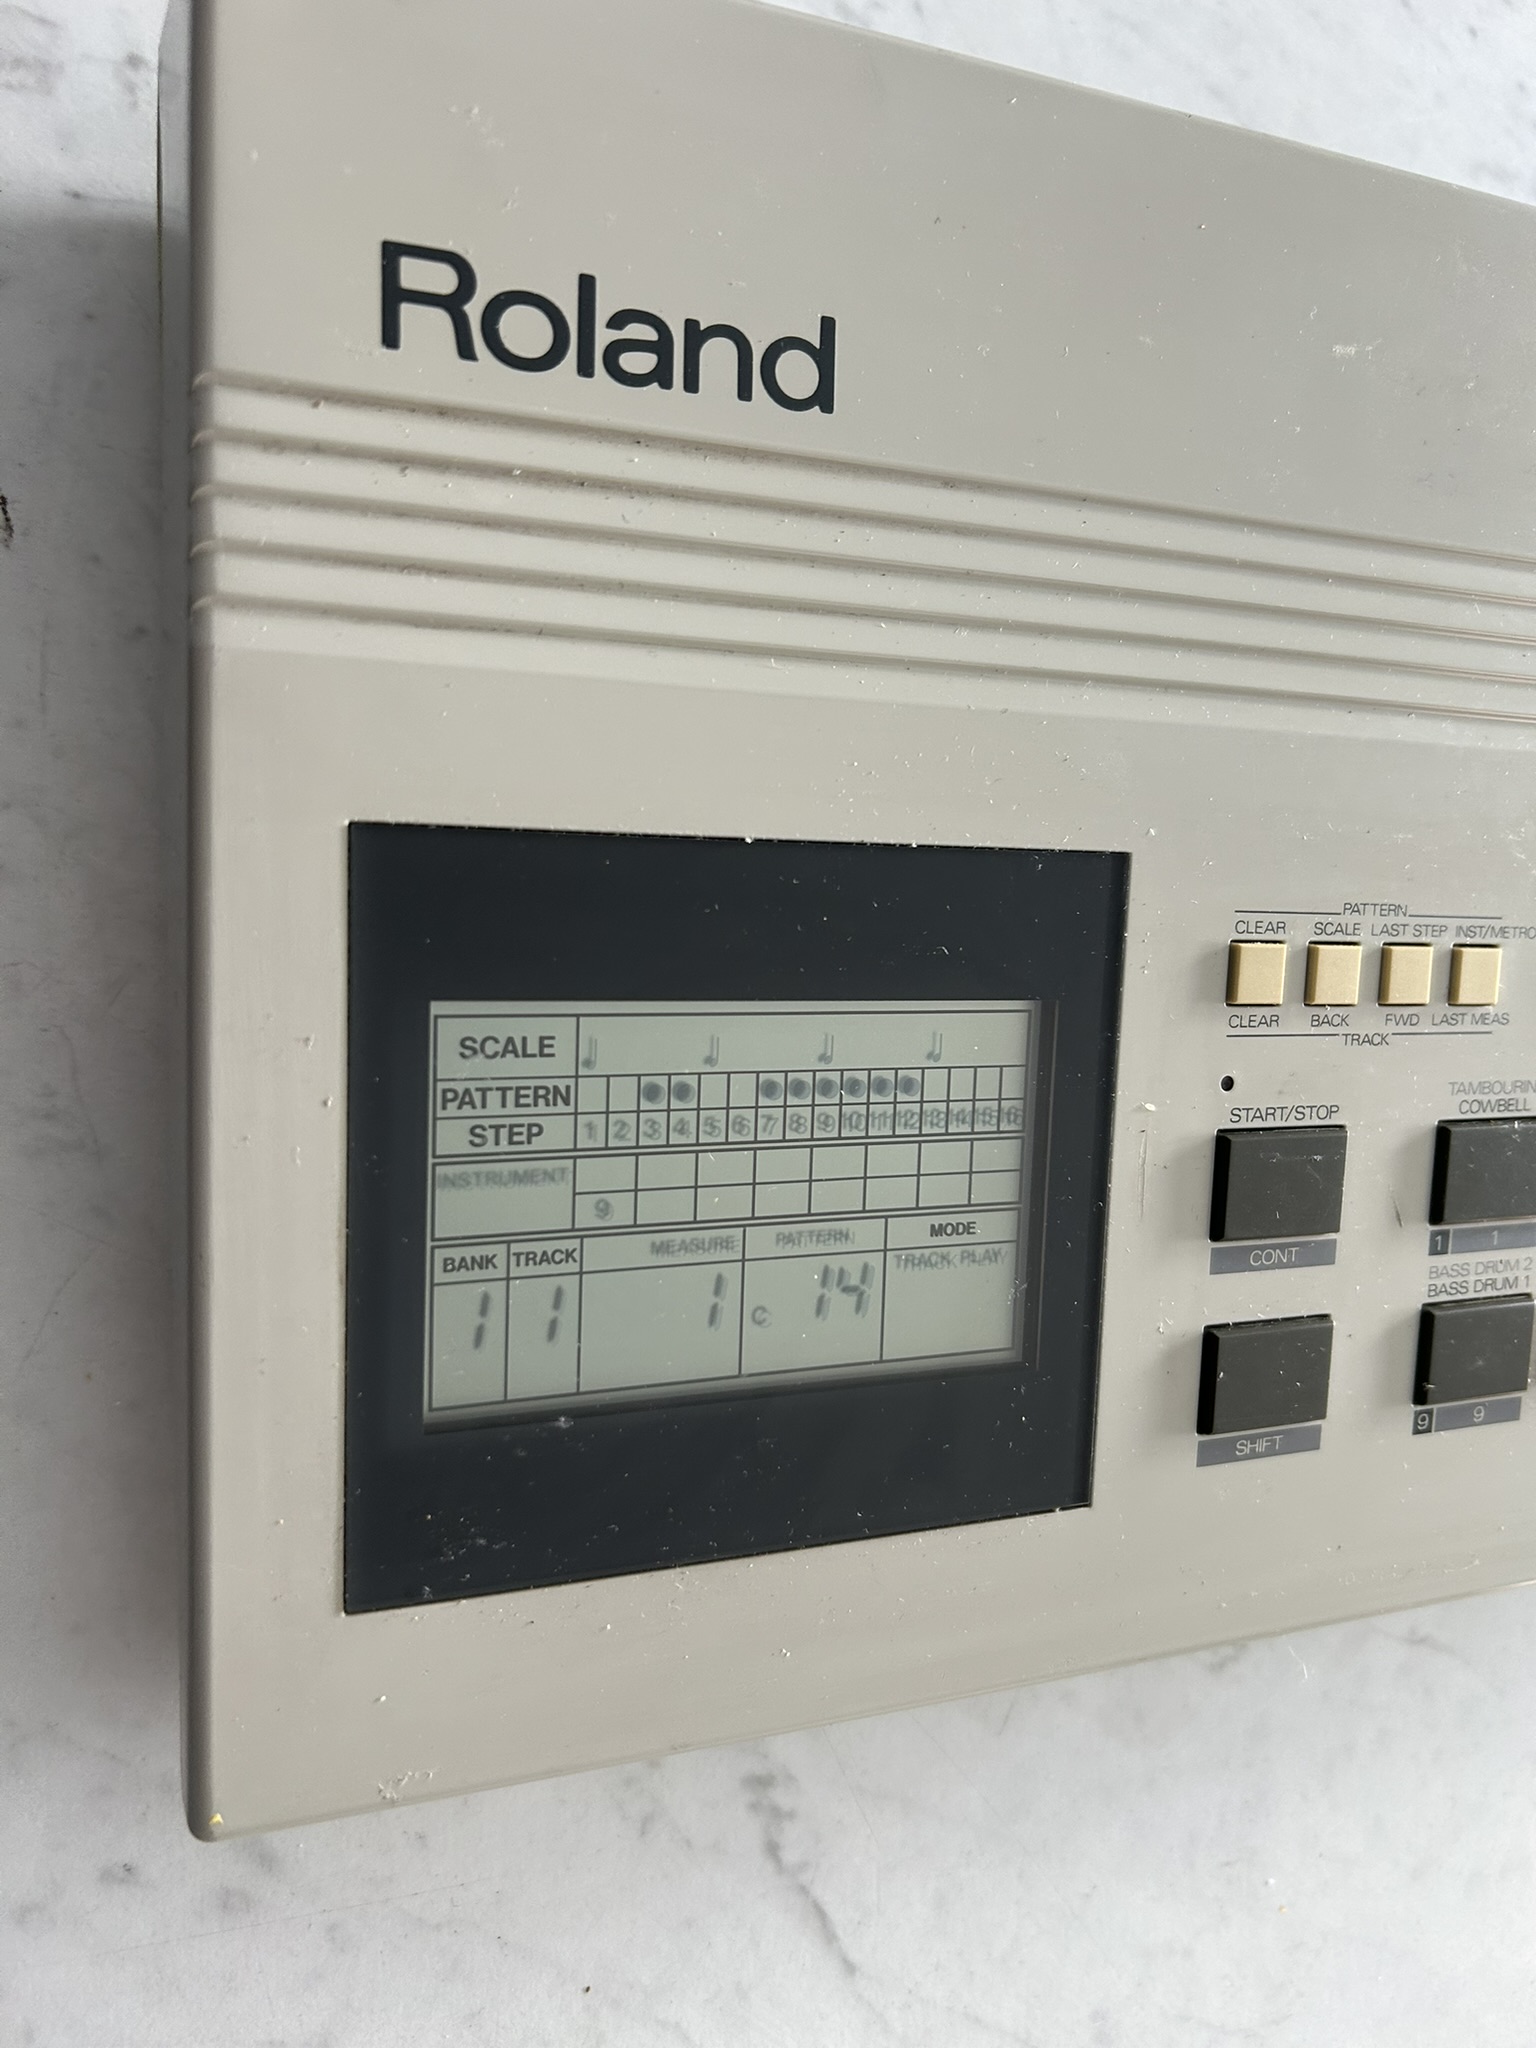 Roland
PATTERN
CLEAR SCALE LAST STEP INST/METRO
CLEAR BACK FWD LAST MEAS
TRACK
SCALE
PATTERN
STEP 1 2 3 4 5 6 7 8 9 10 11 12 13 14 15 16
INSTRUMENT
9
BANK TRACK MEASURE PATTERN MODE
1 1 1 c 14 TRACK PLAY
START/STOP
CONT
SHIFT
TAMBOURIN
COWBELL
1 1
BASS DRUM 2
BASS DRUM 1
9 9